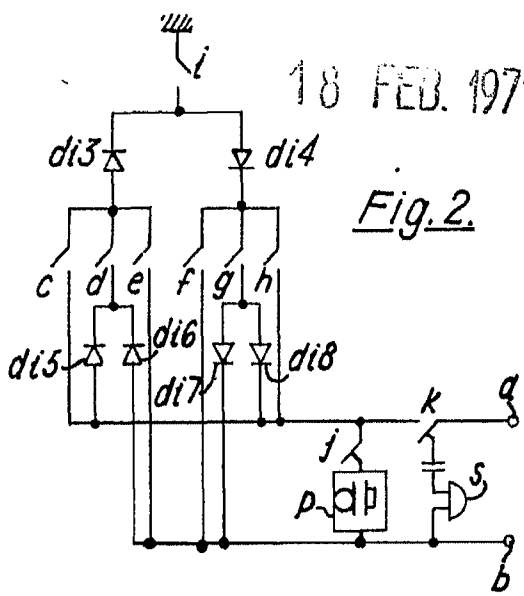 i
18 FEB. 197
di3
di4
Fig. 2.
c d e f g h
di5
di6
di7
di8
j
k
a
p
s
b